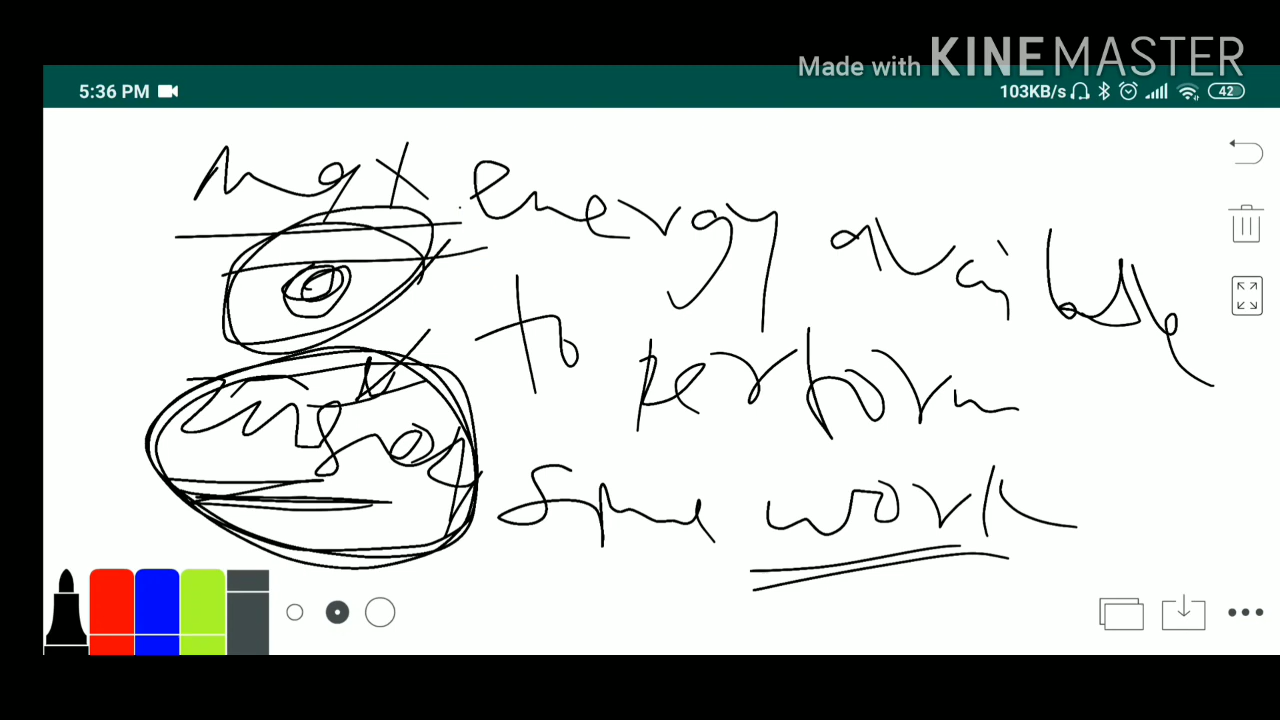 Made with KINEMASTER
5:36 PM
103KB/s 42
max energy available
to perform
some work